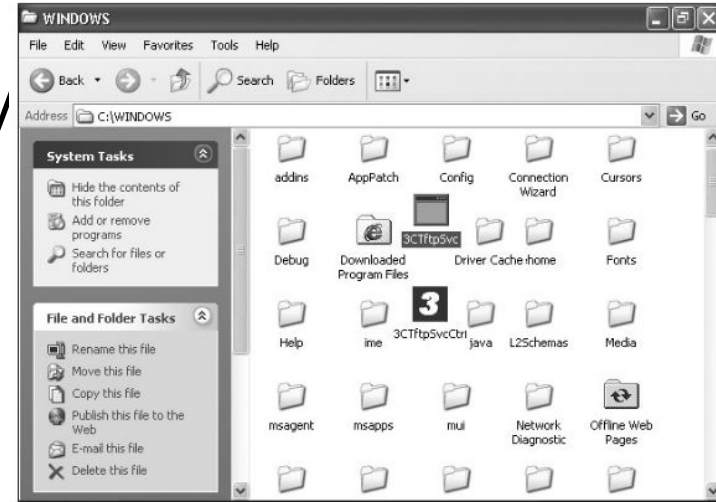 WINDOWS
File Edit View Favorites Tools Help
Back Search Folders
Address C:\WINDOWS Go
System Tasks
Hide the contents of
this folder
Add or remove
programs
Search for files or
folders
File and Folder Tasks
Rename this file
Move this file
Copy this file
Publish this file to the
Web
E-mail this file
Delete this file
addins AppPatch Config Connection
Wizard Cursors
3CTftpSvc
Debug Downloaded
Program Files Driver Cache home Fonts
Help ime 3CTftpSvcCtrl java L2Schemas Media
msagent msapps mui Network
Diagnostic Offline Web
Pages
3